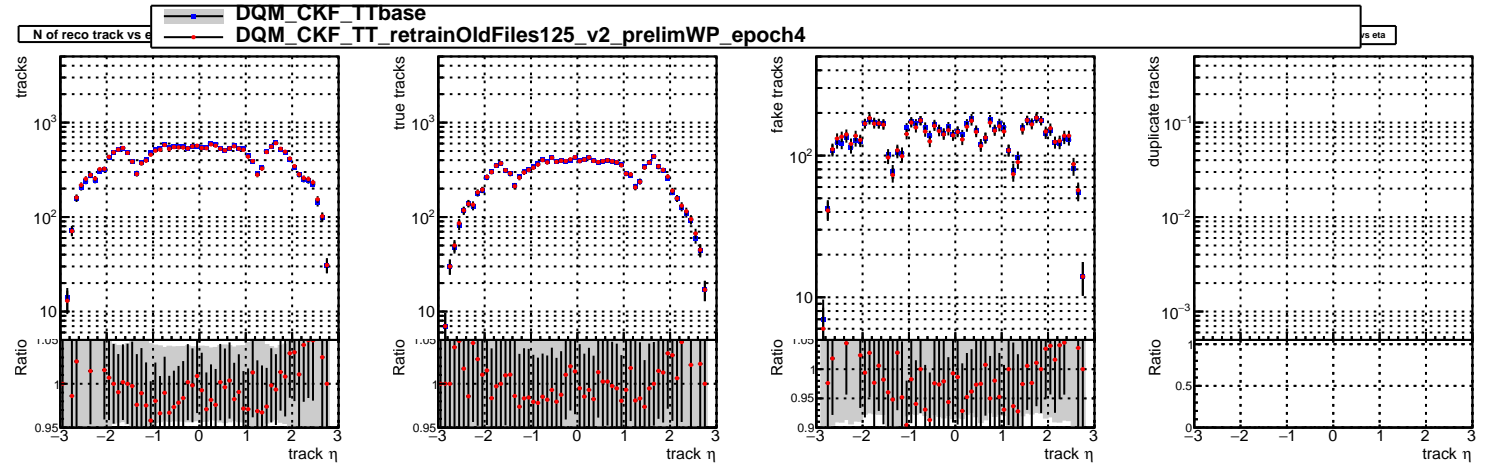 DQM_CKF_TTbase
DQM_CKF_TT_retrainOldFiles125_v2_prelimWP_epoch4
N of reco track vs e
vs eta
tracks
10³
10²
10
Ratio
1.05
1
0.95
−3 −2 −1 0 1 2 3
track η
true tracks
10³
10²
10
Ratio
1.05
1
0.95
−3 −2 −1 0 1 2 3
track η
fake tracks
10²
10
Ratio
1.05
1
0.95
0.9
−3 −2 −1 0 1 2 3
track η
duplicate tracks
10⁻¹
10⁻²
10⁻³
Ratio
1
0.5
0
−3 −2 −1 0 1 2 3
track η